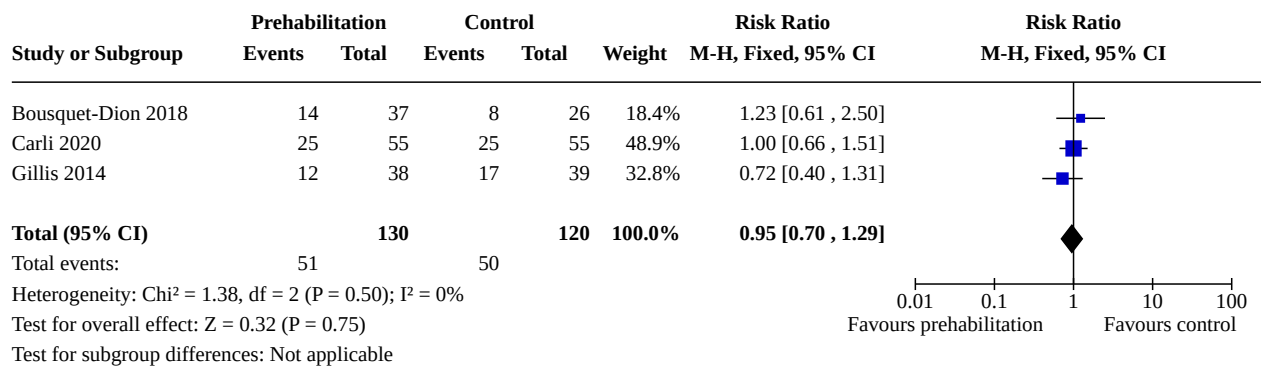 Prehabilitation Control Risk Ratio Risk Ratio
Study or Subgroup Events Total Events Total Weight M-H, Fixed, 95% CI M-H, Fixed, 95% CI
Bousquet-Dion 2018 14 37 8 26 18.4% 1.23 [0.61 , 2.50]
Carli 2020 25 55 25 55 48.9% 1.00 [0.66 , 1.51]
Gillis 2014 12 38 17 39 32.8% 0.72 [0.40 , 1.31]
Total (95% CI) 130 120 100.0% 0.95 [0.70 , 1.29]
Total events: 51 50
Heterogeneity: Chi² = 1.38, df = 2 (P = 0.50); I² = 0%
0.01 0.1 1 10 100
Test for overall effect: Z = 0.32 (P = 0.75)
Favours prehabilitation Favours control
Test for subgroup differences: Not applicable